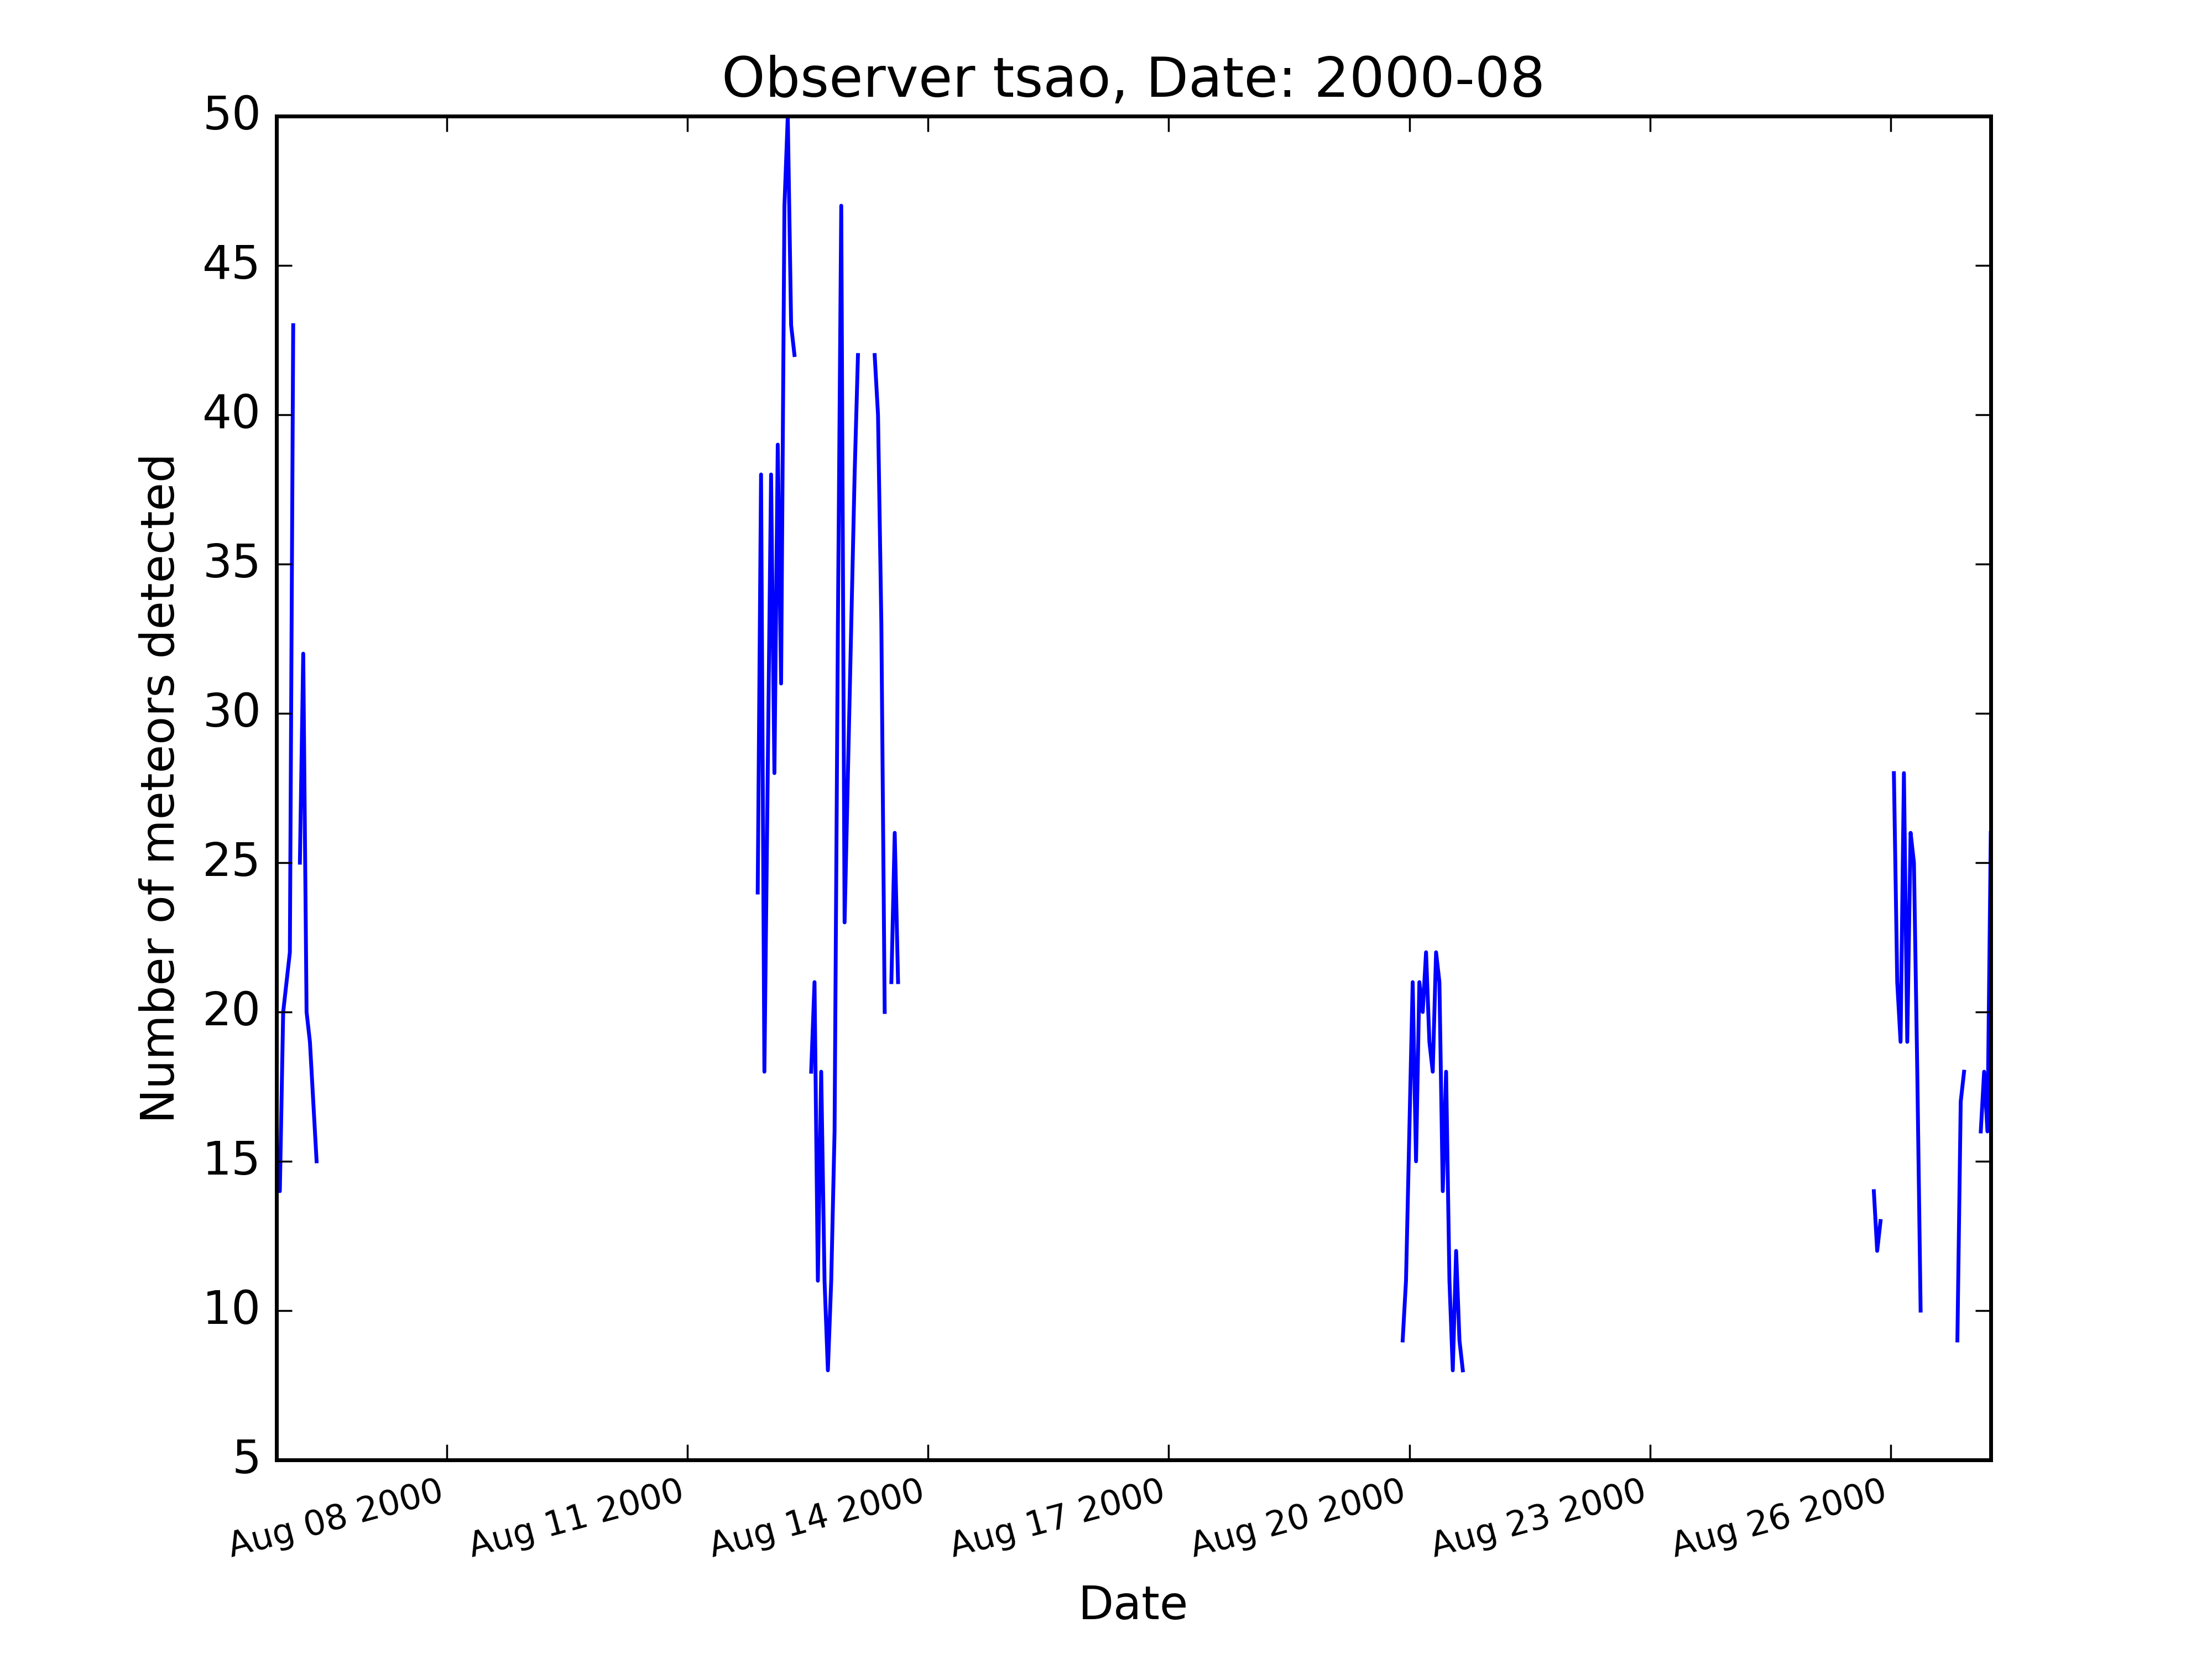 Observer tsao, Date: 2000-08
50
45
40
35
30
25
20
15
10
5
Number of meteors detected
Aug 08 2000
Aug 11 2000
Aug 14 2000
Aug 17 2000
Aug 20 2000
Aug 23 2000
Aug 26 2000
Date